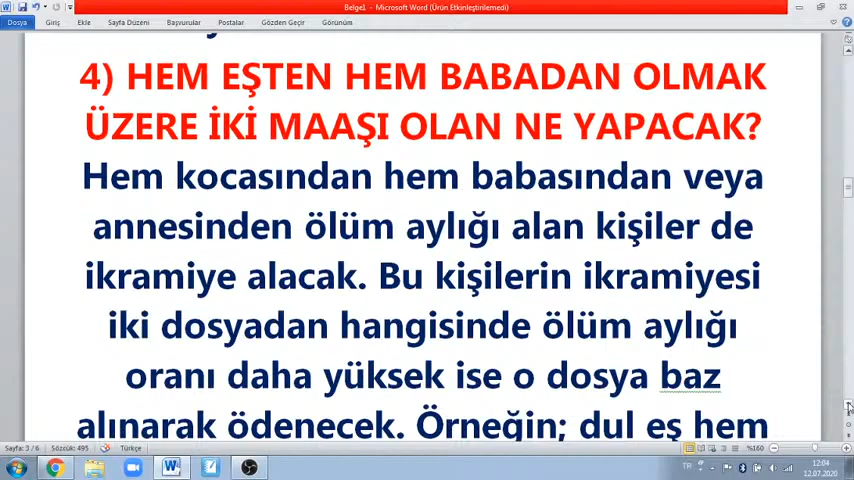 Belge1 - Microsoft Word (Ürün Etkinleştirilemedi)
Dosya Giriş Ekle Sayfa Düzeni Başvurular Postalar Gözden Geçir Görünüm
4) HEM EŞTEN HEM BABADAN OLMAK
ÜZERE İKİ MAAŞI OLAN NE YAPACAK?
Hem kocasından hem babasından veya
annesinden ölüm aylığı alan kişiler de
ikramiye alacak. Bu kişilerin ikramiyesi
iki dosyadan hangisinde ölüm aylığı
oranı daha yüksek ise o dosya baz
alınarak ödenecek. Örneğin; dul eş hem
Sayfa: 3 / 6 Sözcük: 495 Türkçe %160
TR 12:04
12.07.2020